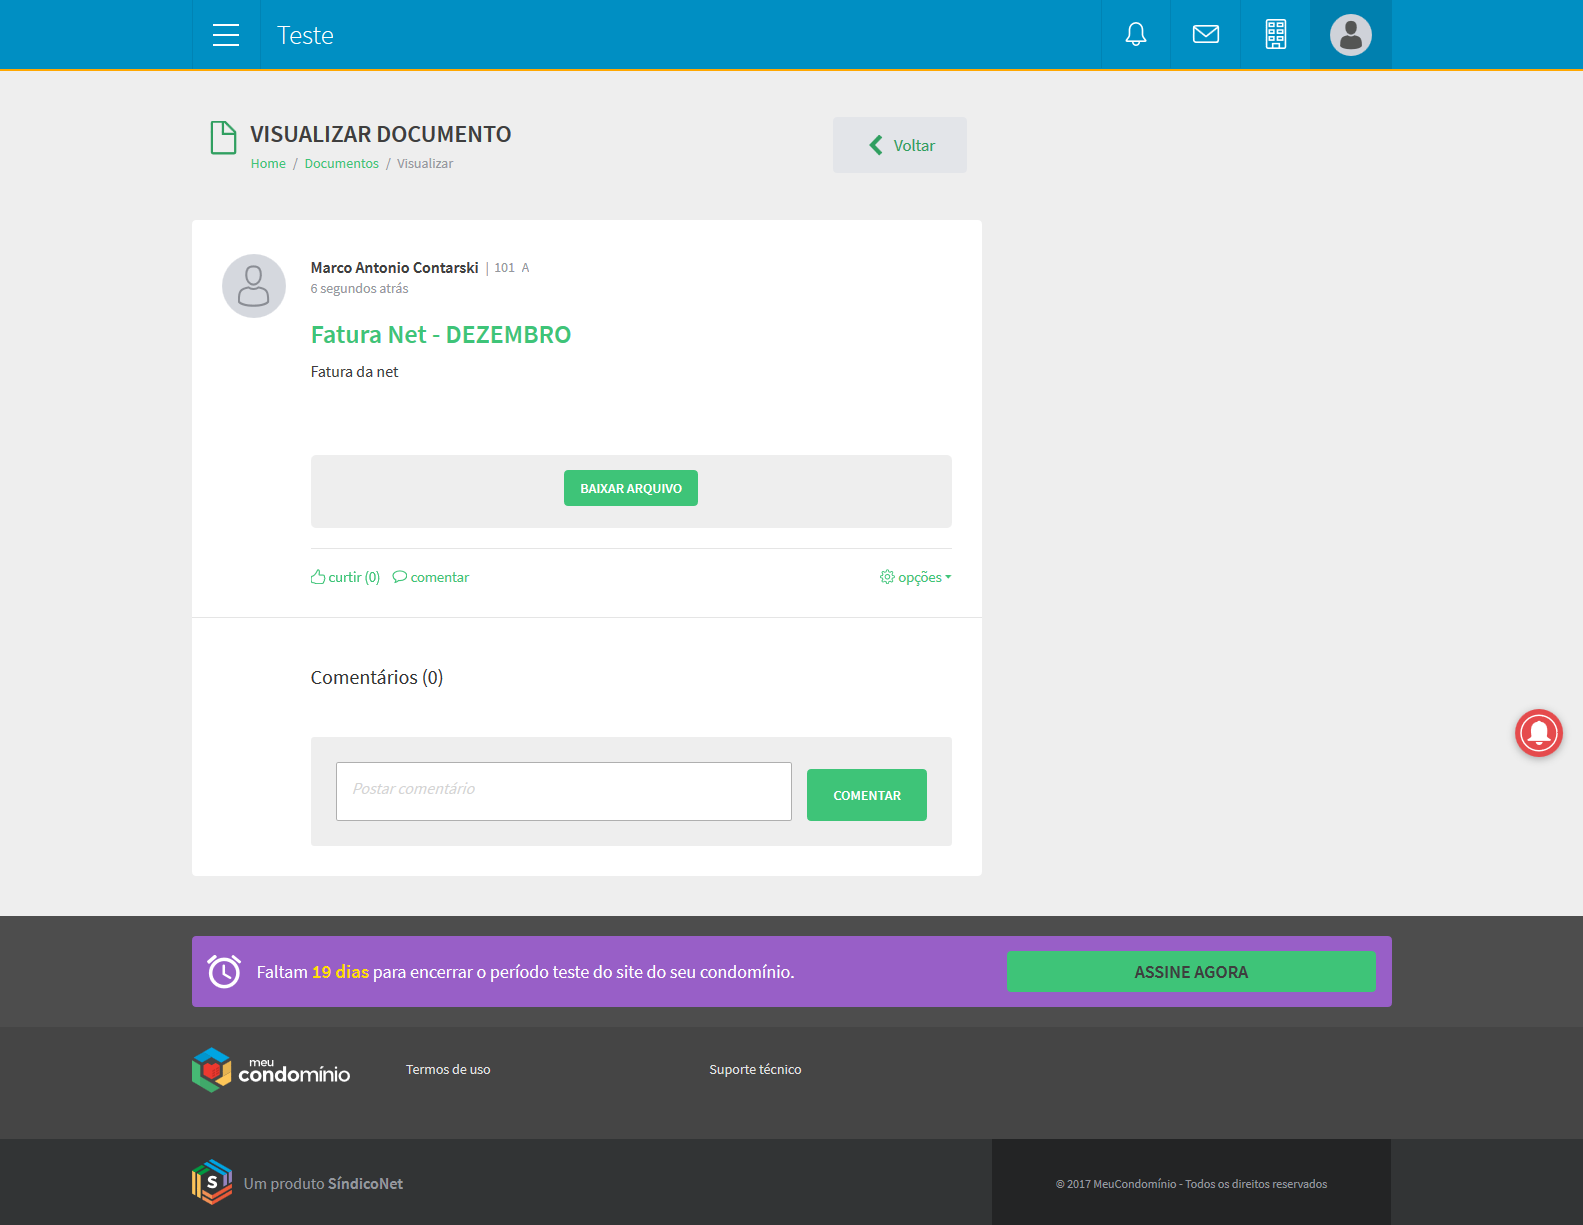 Teste
VISUALIZAR DOCUMENTO
Voltar
Home / Documentos / Visualizar
Marco Antonio Contarski | 101 A
6 segundos atrás
Fatura Net - DEZEMBRO
Fatura da net
BAIXAR ARQUIVO
curtir (0) comentar opções
Comentários (0)
Postar comentário
COMENTAR
Faltam 19 dias para encerrar o período teste do site do seu condomínio.
ASSINE AGORA
meu
condomínio
Termos de uso
Suporte técnico
S
Um produto SíndicoNet
© 2017 MeuCondomínio - Todos os direitos reservados